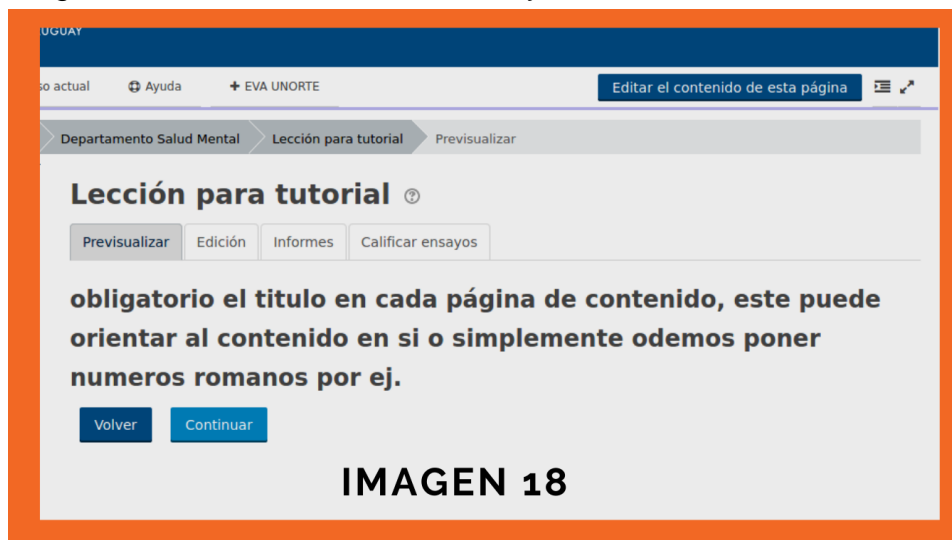 UGUAY
so actual Ayuda + EVA UNORTE Editar el contenido de esta página
Departamento Salud Mental Lección para tutorial Previsualizar
Lección para tutorial
Previsualizar Edición Informes Calificar ensayos
obligatorio el titulo en cada página de contenido, este puede
orientar al contenido en si o simplemente odemos poner
numeros romanos por ej.
Volver Continuar
IMAGEN 18